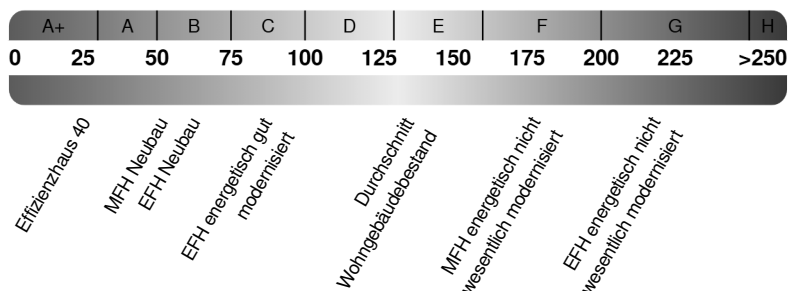 A+ A B C D E F G H
0 25 50 75 100 125 150 175 200 225 >250
Effizienzhaus 40
MFH Neubau
EFH Neubau
EFH energetisch gut
modernisiert
Durchschnitt
Wohngebäudebestand
MFH energetisch nicht
wesentlich modernisiert
EFH energetisch nicht
wesentlich modernisiert